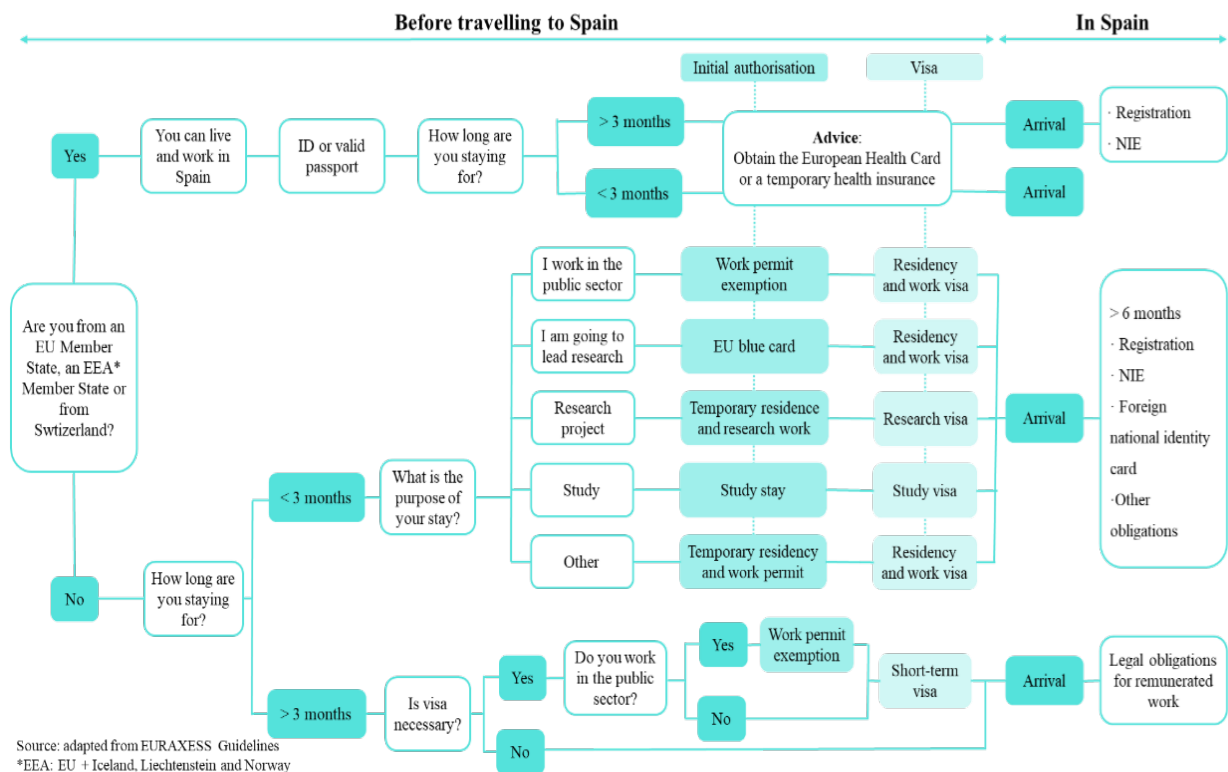 Before travelling to Spain
In Spain
Initial authorisation
Visa
Yes
You can live
and work in
Spain
ID or valid
passport
How long are
you staying
for?
> 3 months
< 3 months
Advice:
Obtain the European Health Card
or a temporary health insurance
Arrival
· Registration
· NIE
Arrival
Are you from an
EU Member
State, an EEA*
Member State or
from
Swtizerland?
No
How long are
you staying
for?
< 3 months
What is the
purpose of
your stay?
I work in the
public sector
Work permit
exemption
Residency
and work visa
I am going to
lead research
EU blue card
Residency
and work visa
Research
project
Temporary residence
and research work
Research visa
Study
Study stay
Study visa
Other
Temporary residency
and work permit
Residency
and work visa
Arrival
> 6 months
· Registration
· NIE
· Foreign
national identity
card
·Other
obligations
> 3 months
Is visa
necessary?
Yes
Do you work
in the public
sector?
Yes
Work permit
exemption
No
Short-term
visa
No
Arrival
Legal obligations
for remunerated
work
Source: adapted from EURAXESS Guidelines
*EEA: EU + Iceland, Liechtenstein and Norway